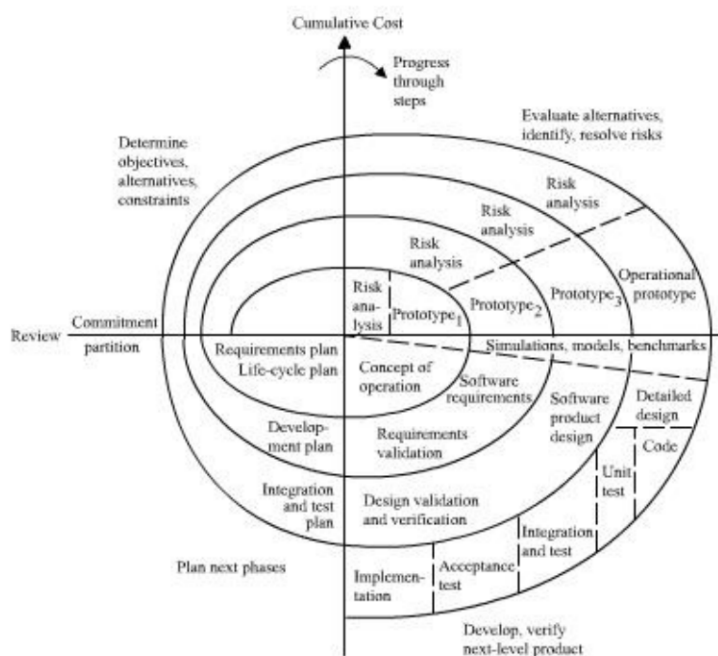 Cumulative Cost
Progress
through
steps
Evaluate alternatives,
identify, resolve risks
Determine
objectives,
alternatives,
constraints
Risk
analysis
Risk
analysis
Risk
analysis
Risk
ana-
lysis
Prototype1
Prototype2
Prototype3
Operational
prototype
Review
Commitment
partition
Simulations, models, benchmarks
Requirements plan
Life-cycle plan
Concept of
operation
Software
requirements
Software
product
design
Detailed
design
Code
Develop-
ment plan
Requirements
validation
Unit
test
Integration
and test
plan
Design validation
and verification
Integration
and test
Acceptance
test
Implemen-
tation
Plan next phases
Develop, verify
next-level product